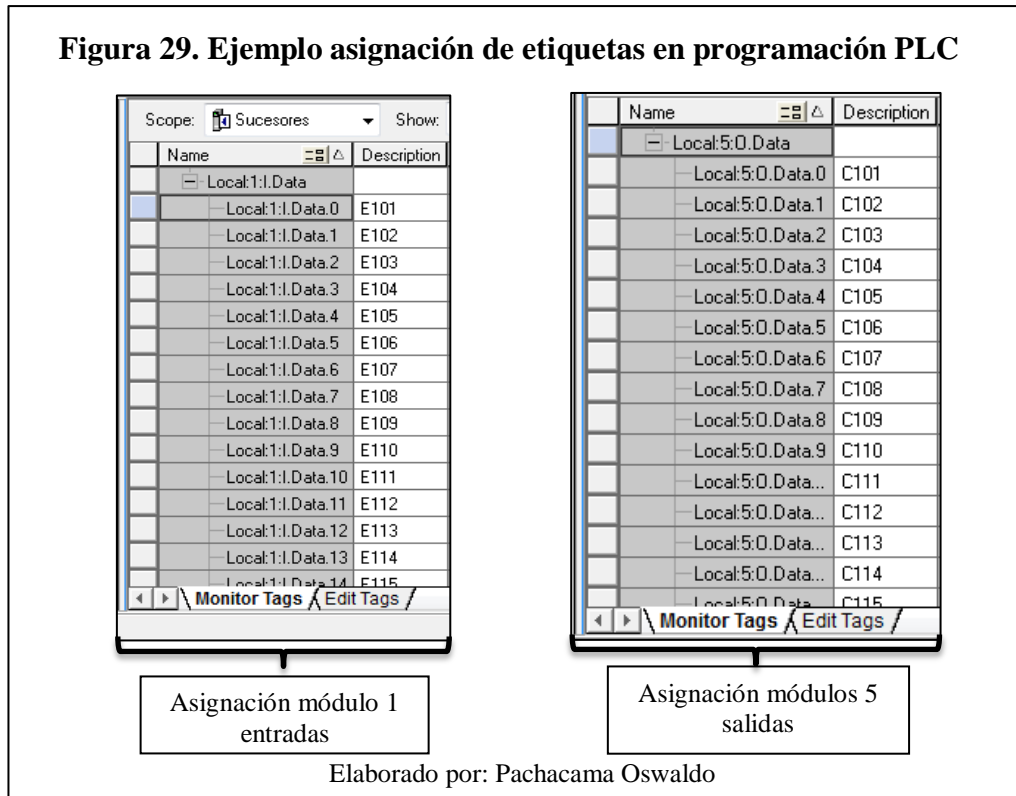 Figura 29. Ejemplo asignación de etiquetas en programación PLC
Scope: Sucesores Show:
Name Description
Local:1:I.Data
Local:1:I.Data.0 E101
Local:1:I.Data.1 E102
Local:1:I.Data.2 E103
Local:1:I.Data.3 E104
Local:1:I.Data.4 E105
Local:1:I.Data.5 E106
Local:1:I.Data.6 E107
Local:1:I.Data.7 E108
Local:1:I.Data.8 E109
Local:1:I.Data.9 E110
Local:1:I.Data.10 E111
Local:1:I.Data.11 E112
Local:1:I.Data.12 E113
Local:1:I.Data.13 E114
Local:1:I.Data.14 E115
Monitor Tags Edit Tags
Asignación módulo 1
entradas
Name Description
Local:5:O.Data
Local:5:O.Data.0 C101
Local:5:O.Data.1 C102
Local:5:O.Data.2 C103
Local:5:O.Data.3 C104
Local:5:O.Data.4 C105
Local:5:O.Data.5 C106
Local:5:O.Data.6 C107
Local:5:O.Data.7 C108
Local:5:O.Data.8 C109
Local:5:O.Data.9 C110
Local:5:O.Data... C111
Local:5:O.Data... C112
Local:5:O.Data... C113
Local:5:O.Data... C114
Local:5:O.Data... C115
Monitor Tags Edit Tags
Asignación módulos 5
salidas
Elaborado por: Pachacama Oswaldo